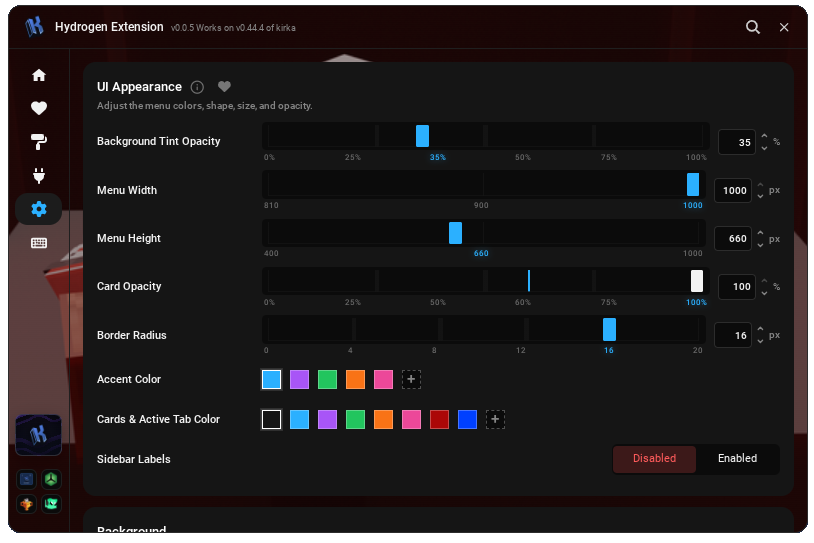 Hydrogen Extension v0.0.5 Works on v0.44.4 of kirka
UI Appearance
Adjust the menu colors, shape, size, and opacity.
Background Tint Opacity
35 %
0% 25% 35% 50% 75% 100%
Menu Width
1000 px
810 900 1000
Menu Height
660 px
400 660 1000
Card Opacity
100 %
0% 25% 50% 60% 75% 100%
Border Radius
16 px
0 4 8 12 16 20
Accent Color
+
Cards & Active Tab Color
+
Sidebar Labels
Disabled Enabled
Background